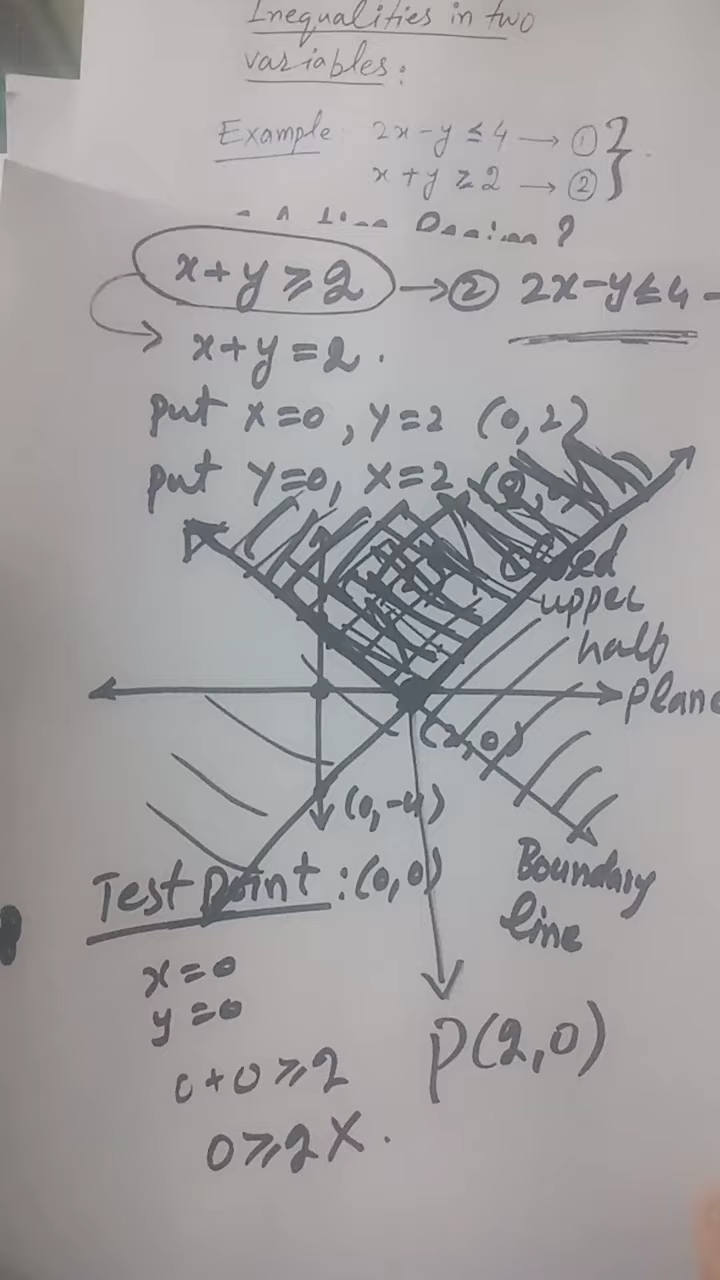 Inequalities in two
variables:
Example: 2x-y ≤ 4 → ①
x+y ≥ 2 → ②
x+y ≥ 2 → ② 2x-y ≤ 4 -
x+y = 2.
put x=0, y=2 (0,2)
put y=0, x=2
upper
half
plane
(2,0)
(0,-4)
Boundary
line
Test point: (0,0)
x=0
y=0
0+0 ≥ 2
0 ≥ 2 X.
P(2,0)